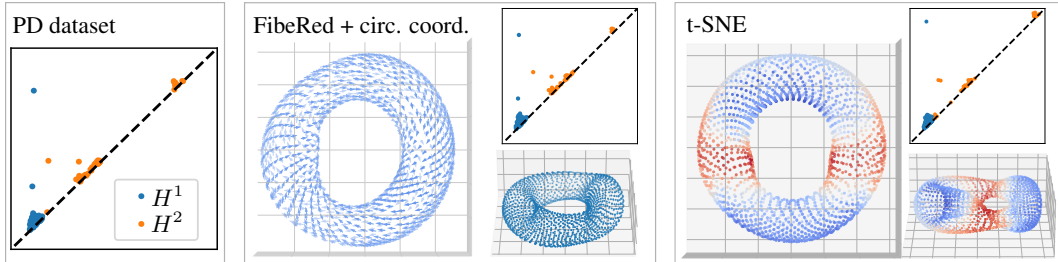 PD dataset
H¹
H²
FibeRed + circ. coord.
t-SNE